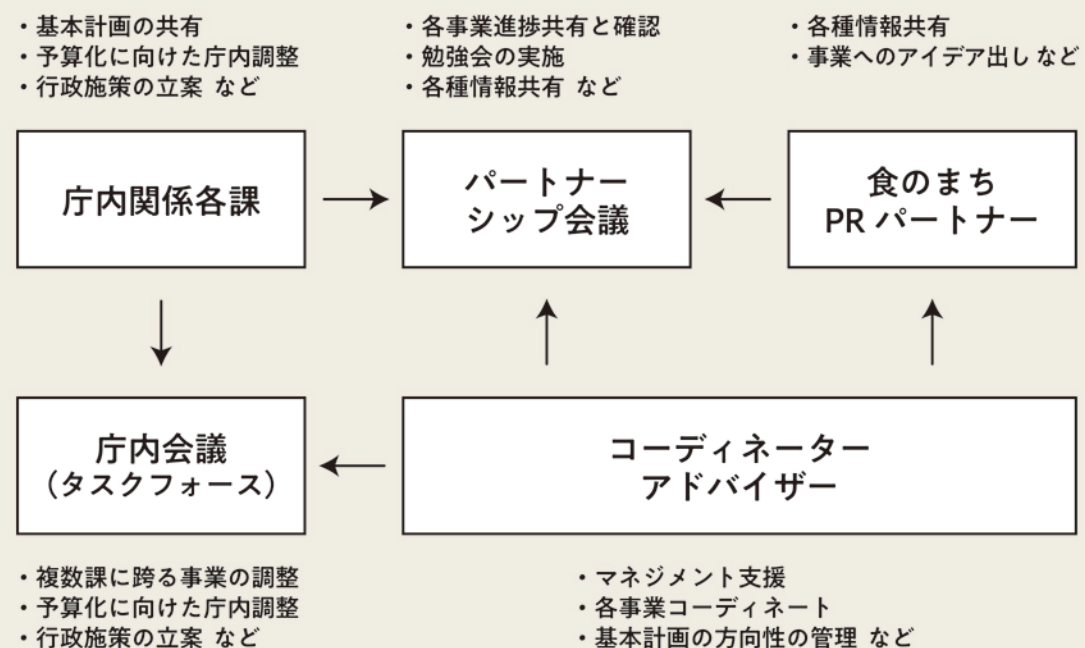 ・基本計画の共有
・予算化に向けた庁内調整
・行政施策の立案 など
・各事業進捗共有と確認
・勉強会の実施
・各種情報共有 など
・各種情報共有
・事業へのアイデア出し など
庁内関係各課
パートナー
シップ会議
食のまち
PR パートナー
庁内会議
（タスクフォース）
コーディネーター
アドバイザー
・複数課に跨る事業の調整
・予算化に向けた庁内調整
・行政施策の立案 など
・マネジメント支援
・各事業コーディネート
・基本計画の方向性の管理 など